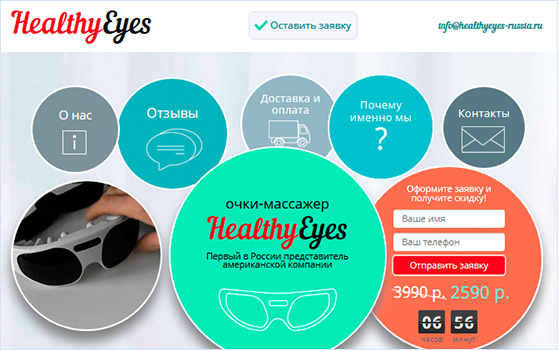 HealthyEyes
Оставить заявку
info@healthyeyes-russia.ru
О нас
Отзывы
Доставка и
оплата
Почему
именно мы
?
Контакты
очки-массажер
HealthyEyes
Первый в России представитель
американской компании
Оформите заявку и
получите скидку!
Ваше имя
Ваш телефон
Отправить заявку
3990 р. 2590 р.
06 56
часов минут